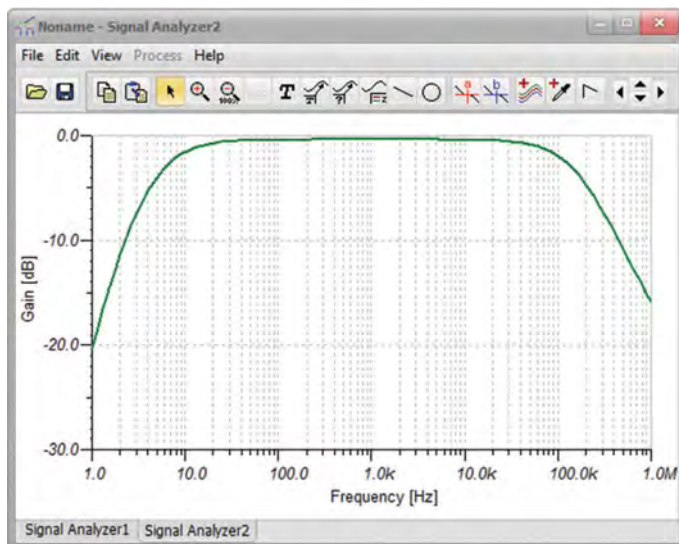 Noname - Signal Analyzer2
File Edit View Process Help
100%
T
a
b
0.0
-10.0
-20.0
-30.0
Gain [dB]
1.0 10.0 100.0 1.0k 10.0k 100.0k 1.0M
Frequency [Hz]
Signal Analyzer1 Signal Analyzer2